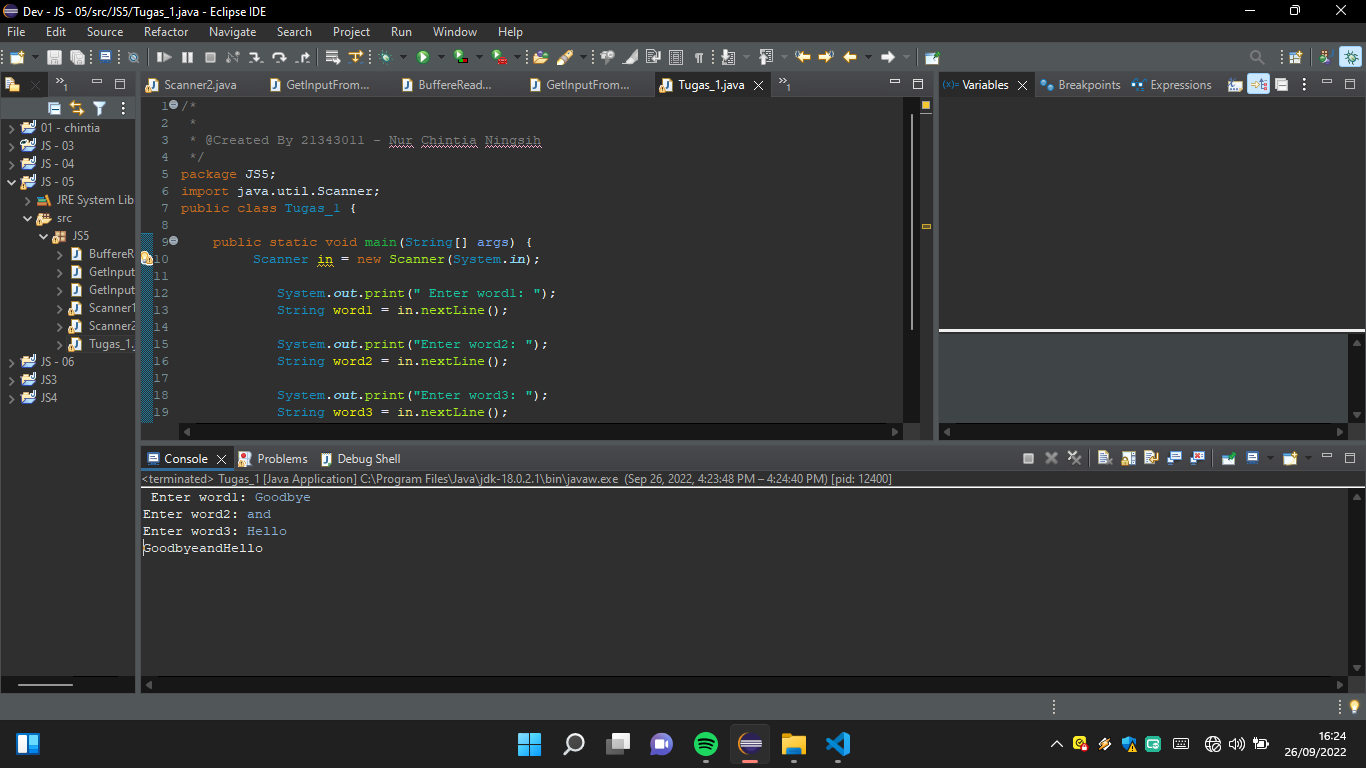 Dev - JS - 05/src/JS5/Tugas_1.java - Eclipse IDE
File Edit Source Refactor Navigate Search Project Run Window Help
Scanner2.java GetInputFrom... BuffereRead... GetInputFrom... Tugas_1.java »1
»1
(x)= Variables Breakpoints Expressions
01 - chintia
JS - 03
JS - 04
JS - 05
JRE System Lib
src
JS5
BuffereR
GetInput
GetInput
Scanner1
Scanner2
Tugas_1.
JS - 06
JS3
JS4
1 /*
2 *
3 * @Created By 21343011 - Nur Chintia Ningsih
4 */
5 package JS5;
6 import java.util.Scanner;
7 public class Tugas_1 {
8
9 public static void main(String[] args) {
10 Scanner in = new Scanner(System.in);
11
12 System.out.print(" Enter word1: ");
13 String word1 = in.nextLine();
14
15 System.out.print("Enter word2: ");
16 String word2 = in.nextLine();
17
18 System.out.print("Enter word3: ");
19 String word3 = in.nextLine();
Console Problems Debug Shell
<terminated> Tugas_1 [Java Application] C:\Program Files\Java\jdk-18.0.2.1\bin\javaw.exe (Sep 26, 2022, 4:23:48 PM – 4:24:40 PM) [pid: 12400]
Enter word1: Goodbye
Enter word2: and
Enter word3: Hello
GoodbyeandHello
16:24
26/09/2022